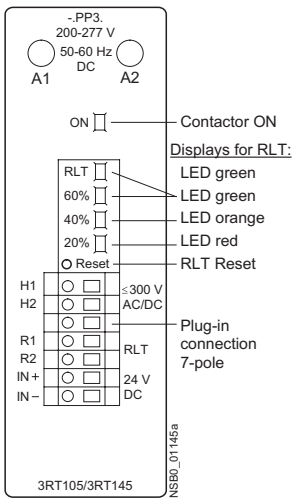 -.PP3.
200-277 V
50-60 Hz
DC
A1
A2
ON
Contactor ON
Displays for RLT:
RLT
LED green
60%
LED green
40%
LED orange
20%
LED red
Reset
RLT Reset
H1
≤300 V
H2
AC/DC
Plug-in
connection
7-pole
R1
RLT
R2
IN+
24 V
IN–
DC
NSB0_01145a
3RT105/3RT145